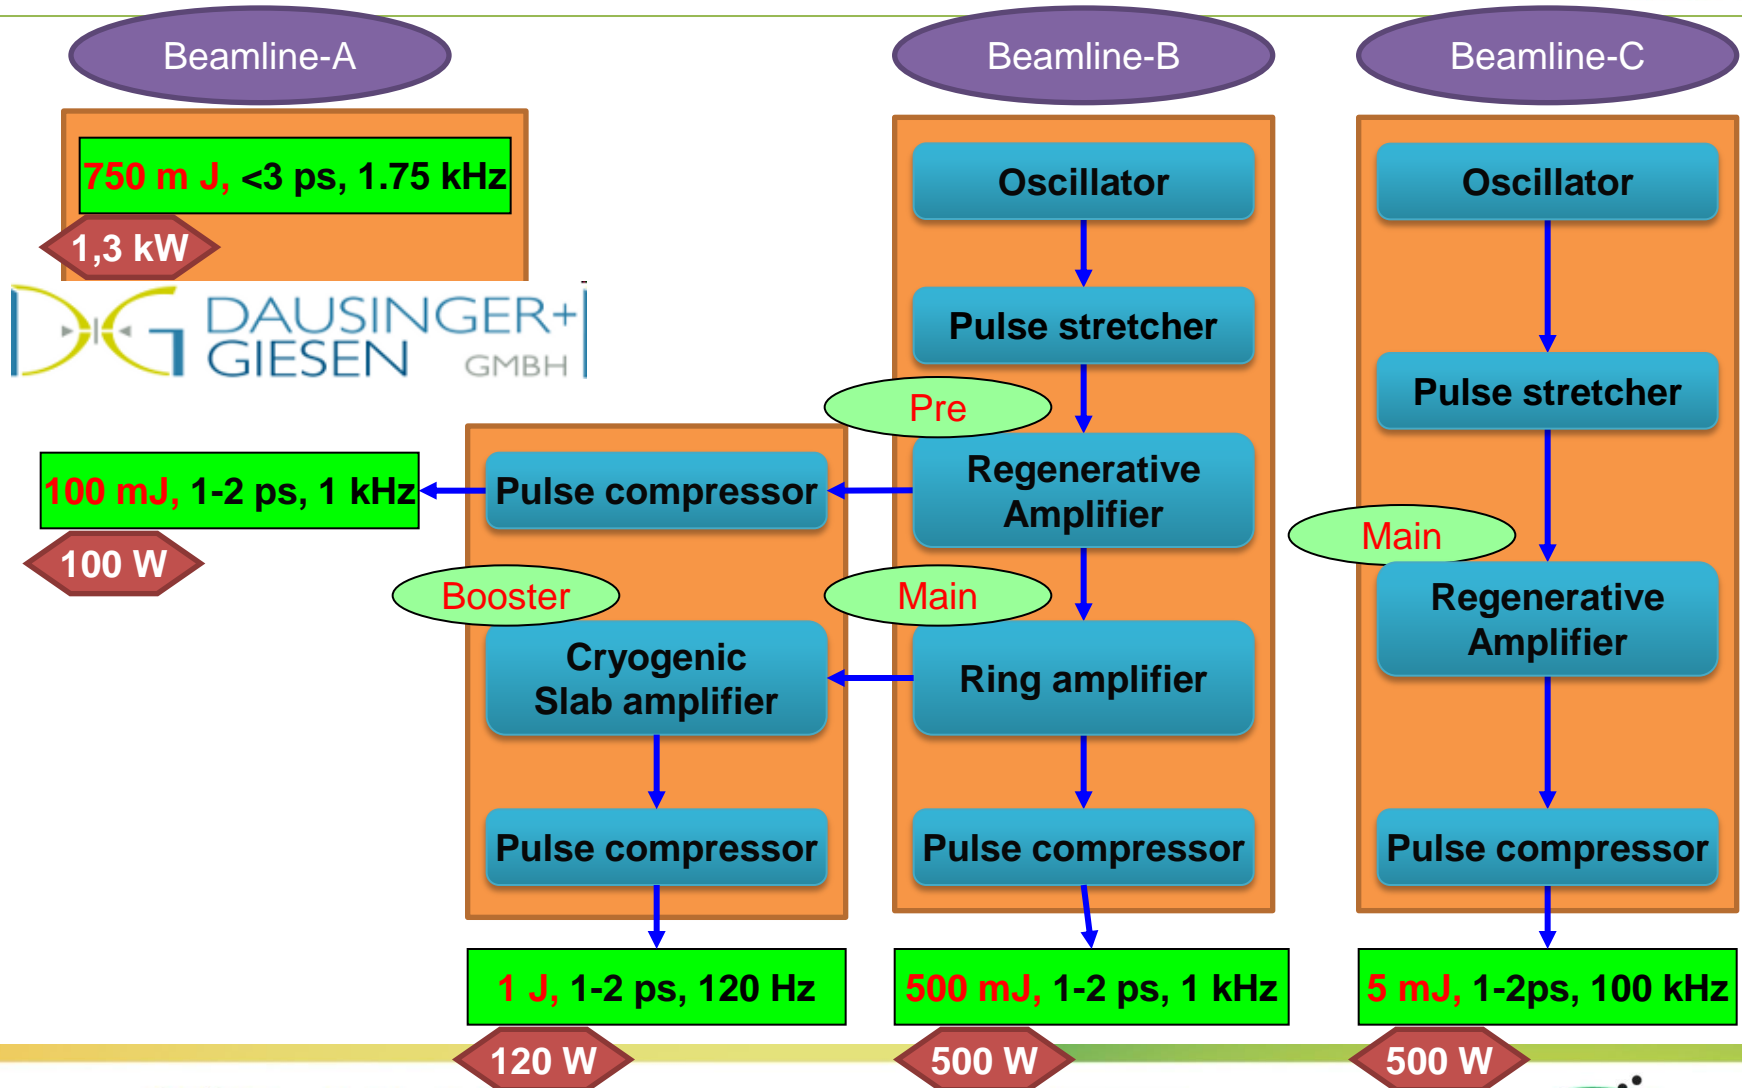 Beamline-A
Beamline-B
Beamline-C
750 m J, <3 ps, 1.75 kHz
1,3 kW
DAUSINGER+
GIESEN GMBH
Oscillator
Pulse stretcher
Pre
Regenerative
Amplifier
Pulse compressor
100 mJ, 1-2 ps, 1 kHz
100 W
Main
Ring amplifier
Booster
Cryogenic
Slab amplifier
Pulse compressor
1 J, 1-2 ps, 120 Hz
120 W
Pulse compressor
500 mJ, 1-2 ps, 1 kHz
500 W
Oscillator
Pulse stretcher
Main
Regenerative
Amplifier
Pulse compressor
5 mJ, 1-2ps, 100 kHz
500 W